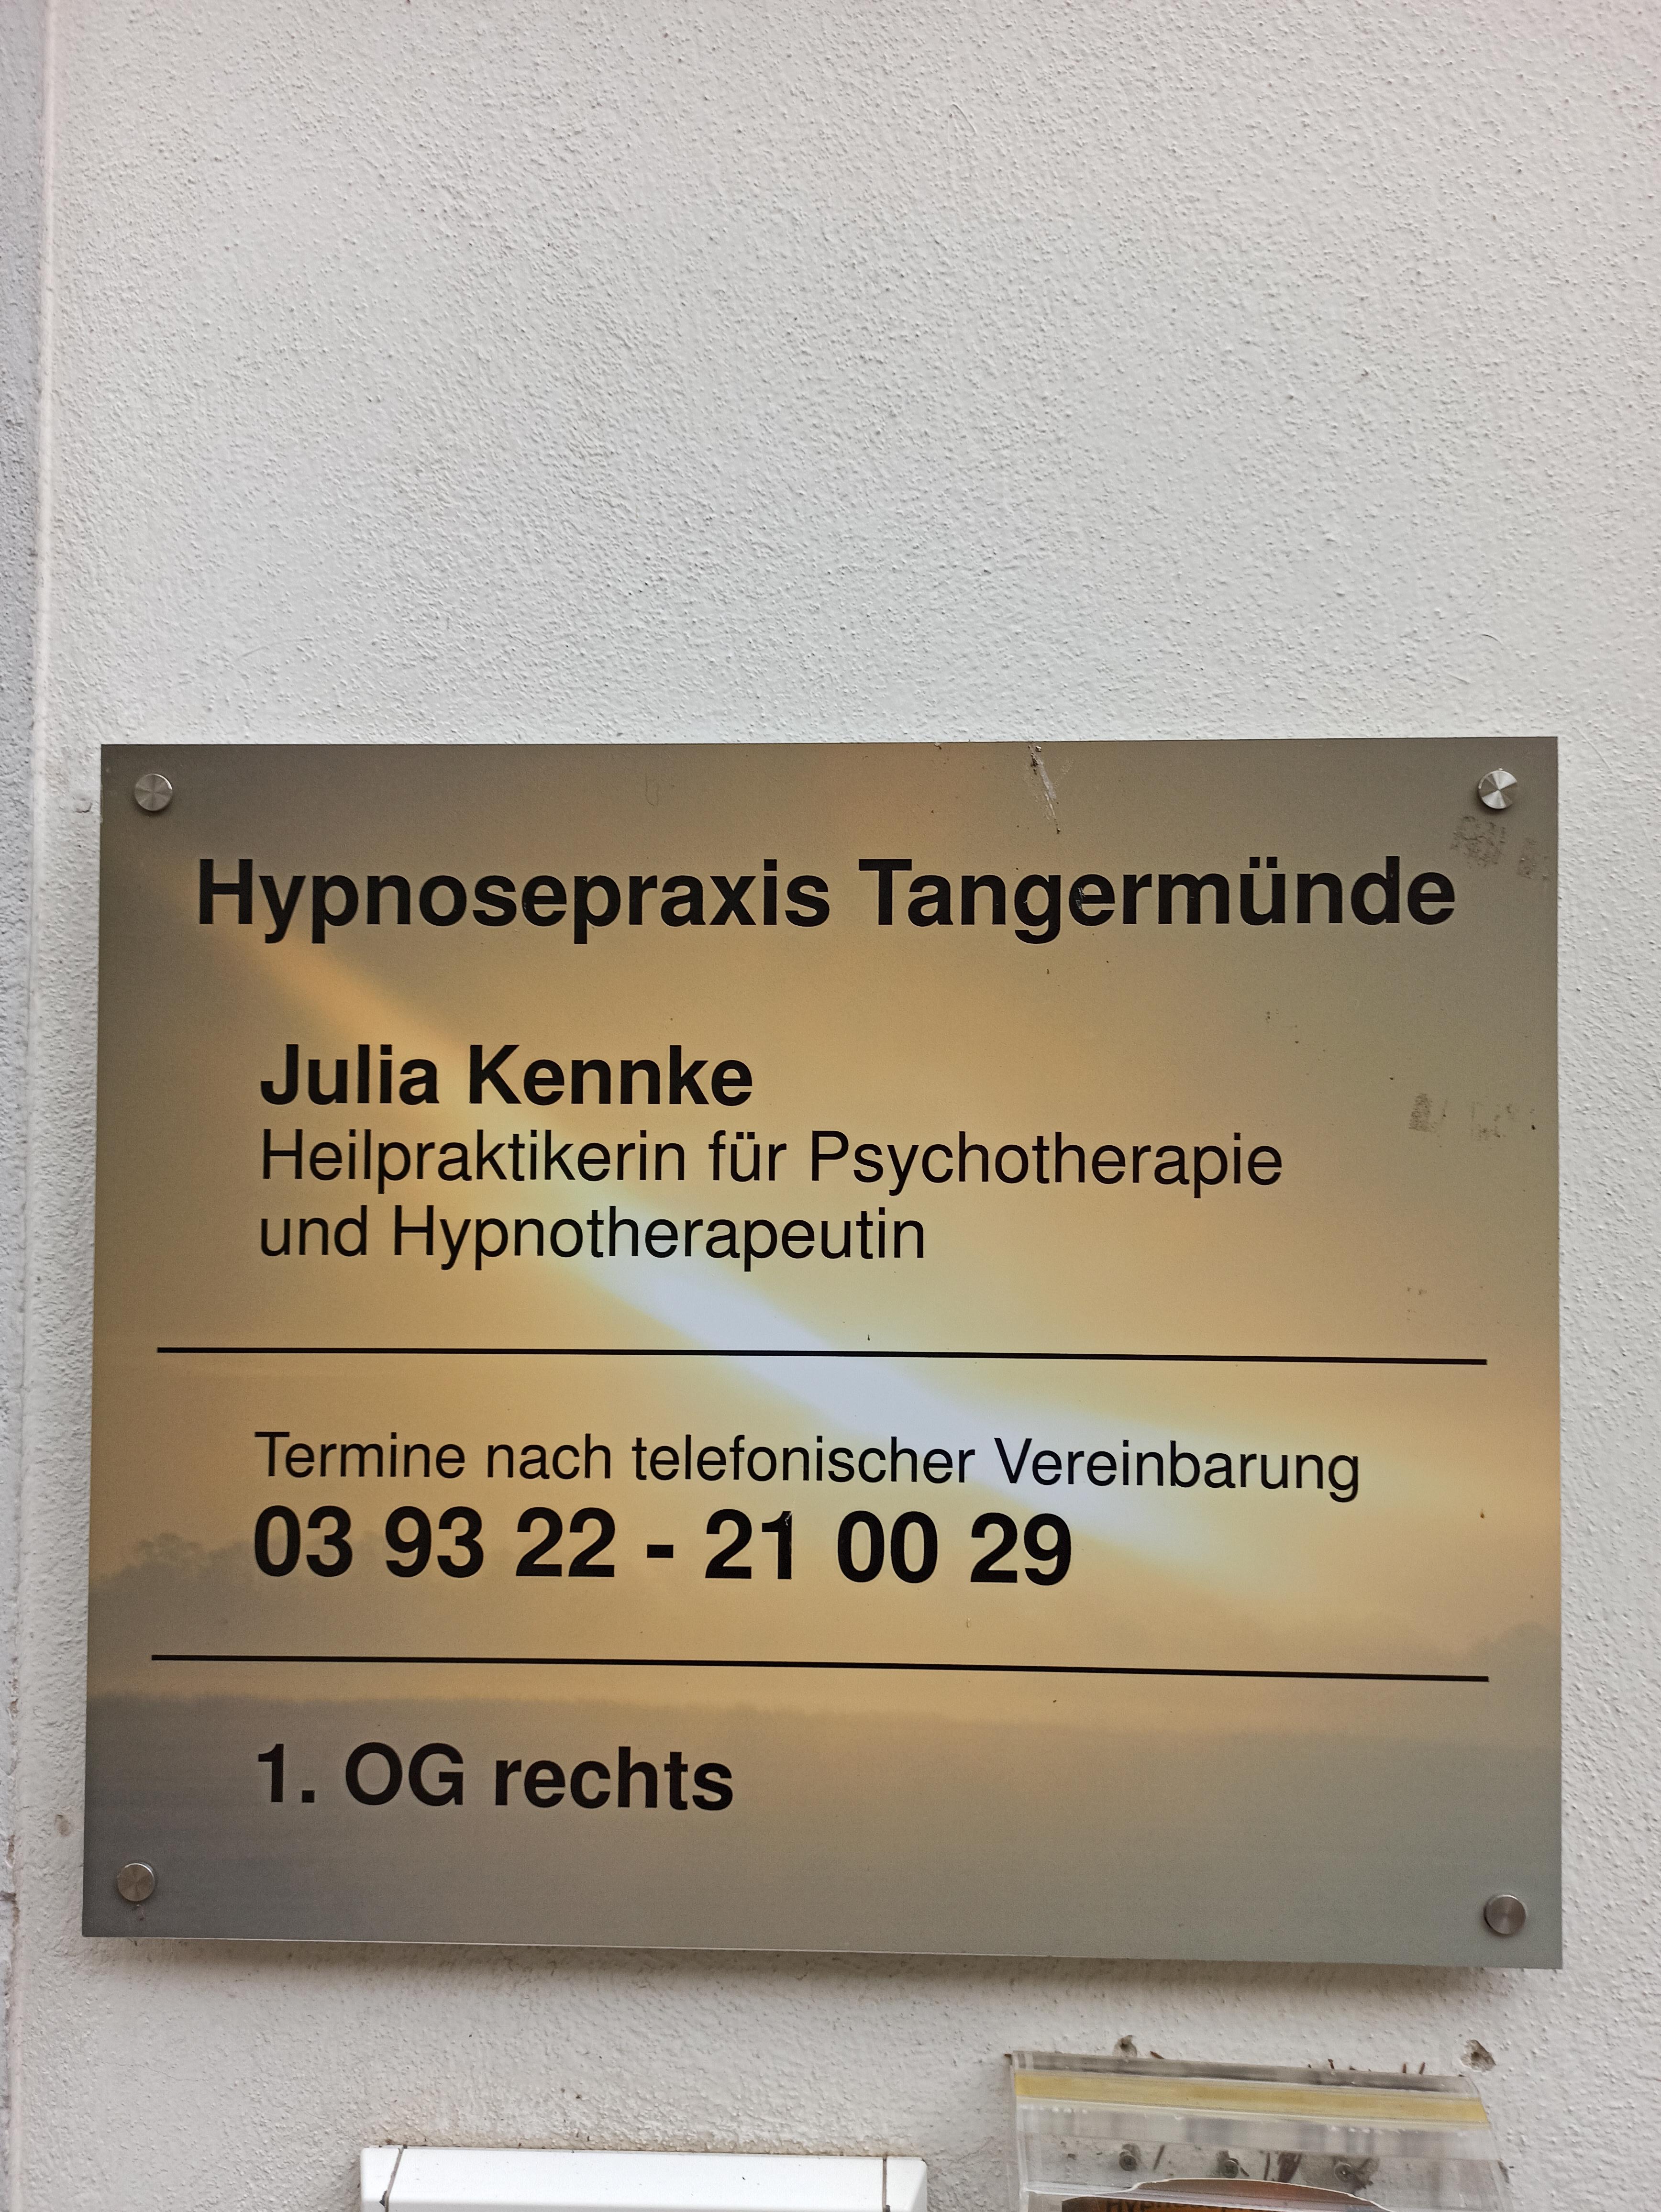 Hypnosepraxis Tangermünde
Julia Kennke
Heilpraktikerin für Psychotherapie
und Hypnotherapeutin
Termine nach telefonischer Vereinbarung
03 93 22 - 21 00 29
1. OG rechts